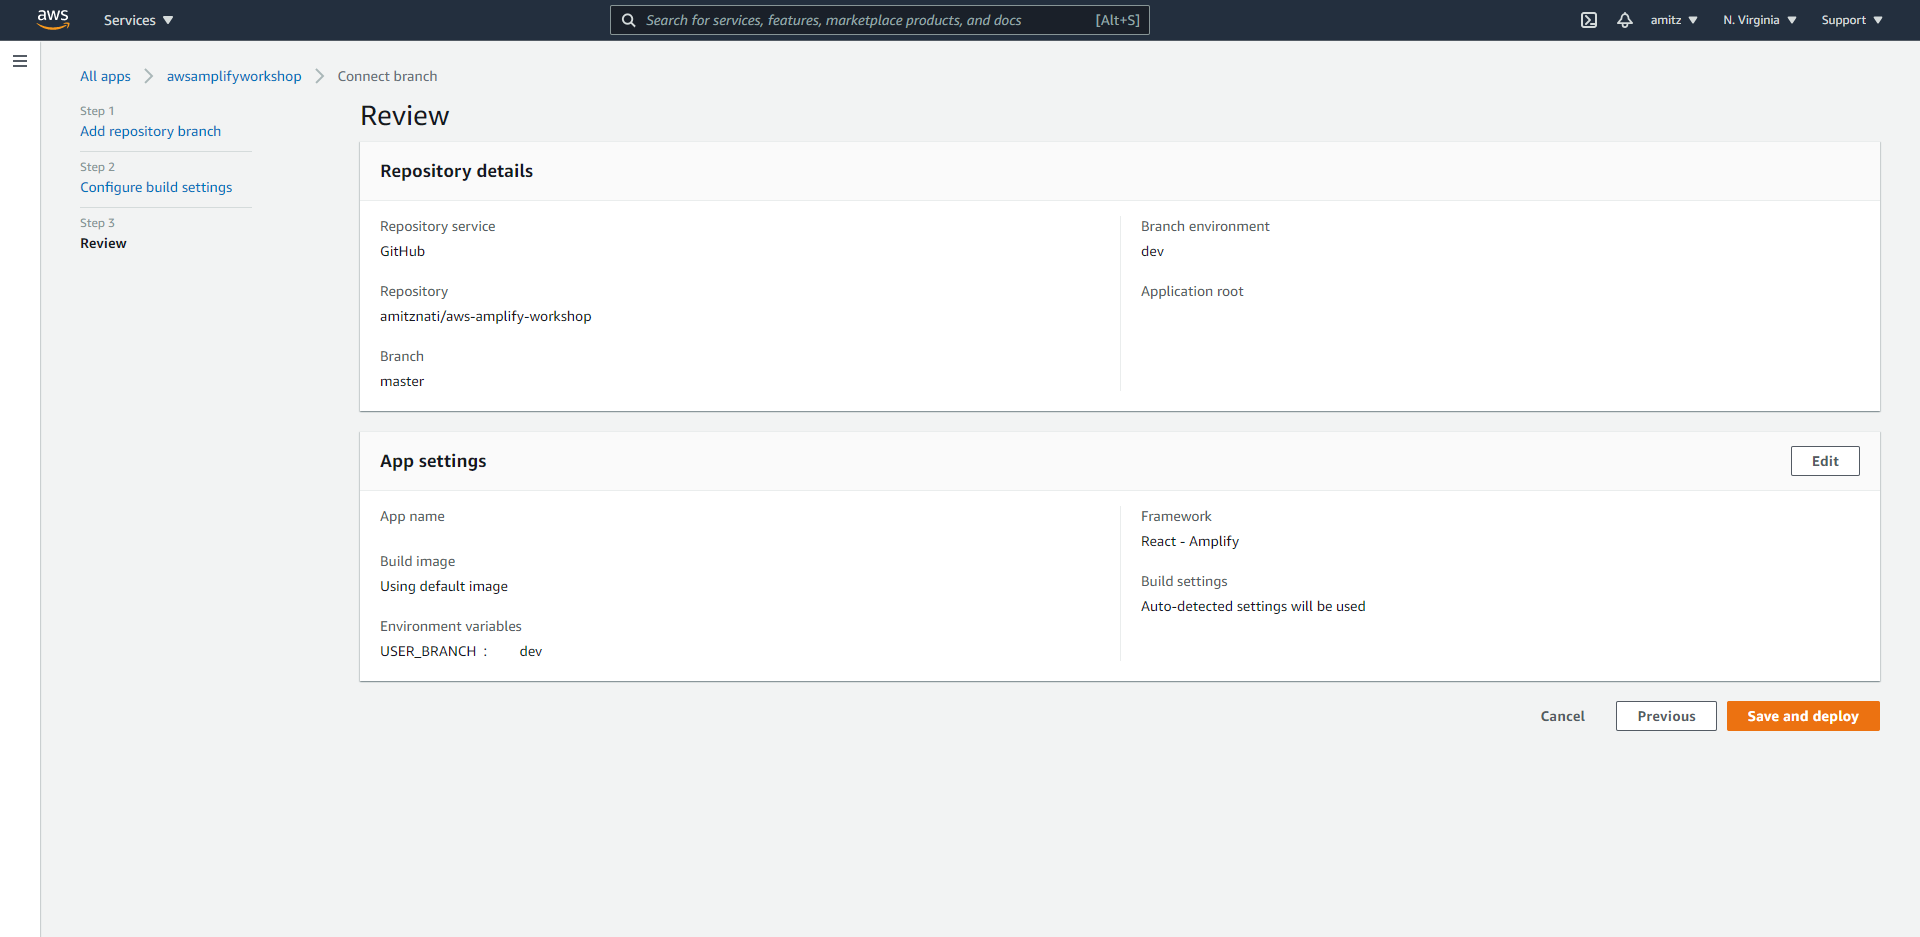 aws
Services
Search for services, features, marketplace products, and docs [Alt+S]
amitz
N. Virginia
Support
All apps awsamplifyworkshop Connect branch
Step 1
Add repository branch
Step 2
Configure build settings
Step 3
Review
Review
Repository details
Repository service
GitHub
Repository
amitznati/aws-amplify-workshop
Branch
master
Branch environment
dev
Application root
App settings
Edit
App name
Build image
Using default image
Environment variables
USER_BRANCH : dev
Framework
React - Amplify
Build settings
Auto-detected settings will be used
Cancel
Previous
Save and deploy